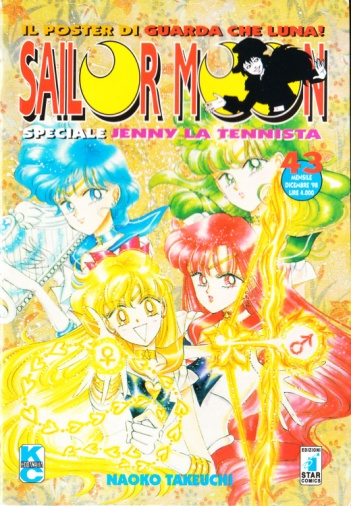 IL POSTER DI GUARDA CHE LUNA!
SAILOR MOON
SPECIALE JENNY LA TENNISTA
43
MENSILE
DICEMBRE '98
LIRE 4.000
K
C
NAOKO TAKEUCHI
EDIZIONI
STAR
COMICS